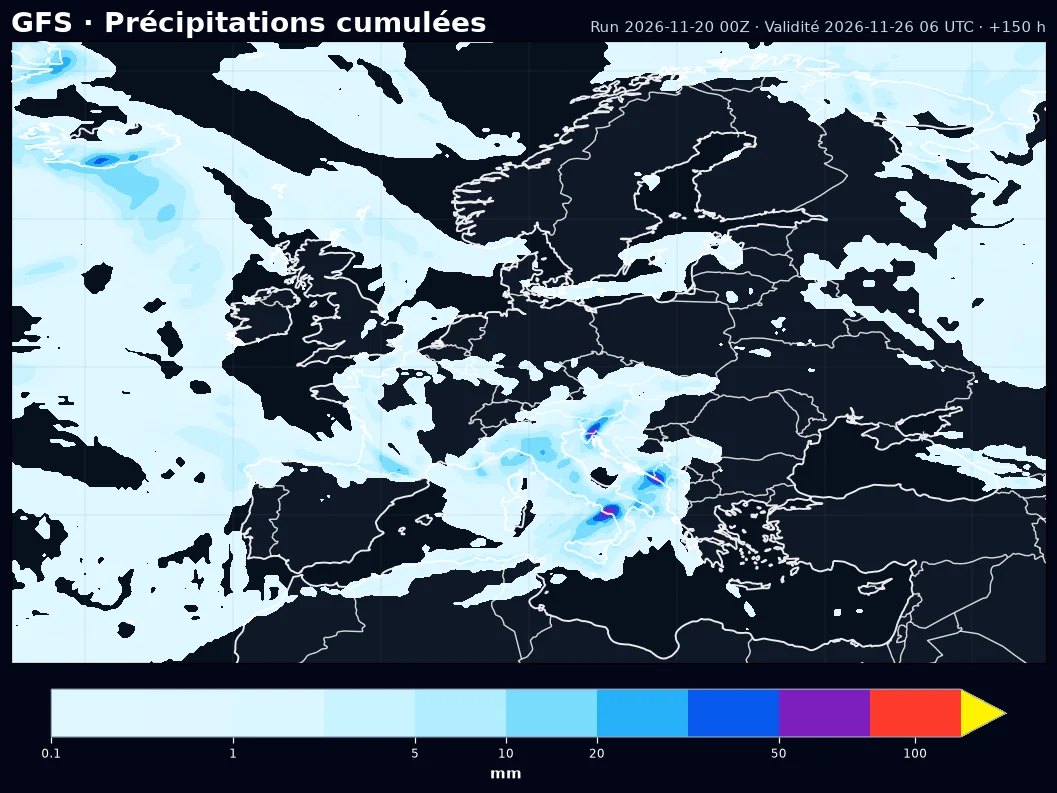 GFS · Précipitations cumulées
Run 2026-11-20 00Z · Validité 2026-11-26 06 UTC · +150 h
0.1 1 5 10 20 50 100
mm